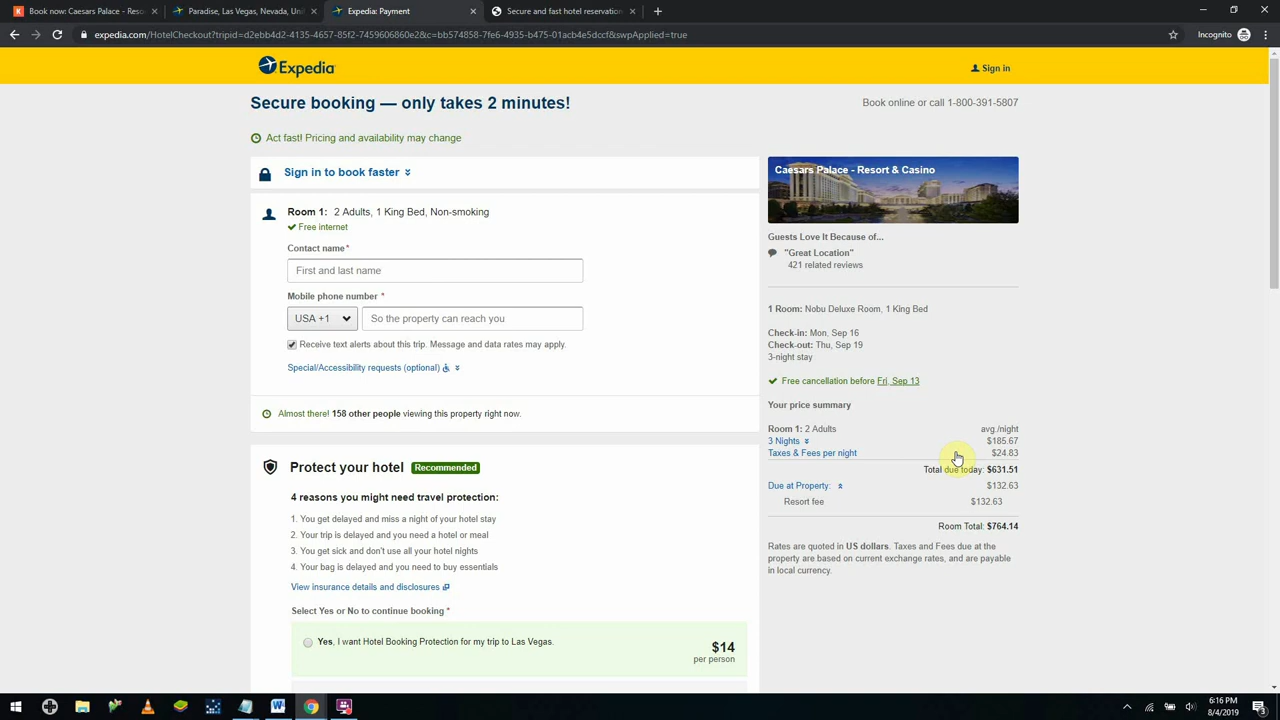 Book now: Caesars Palace - Resor
Paradise, Las Vegas, Nevada, Uni
Expedia: Payment
Secure and fast hotel reservation
expedia.com/HotelCheckout?tripid=d2ebb4d2-4135-4657-85f2-7459606860e2&c=bb574858-7fe6-4935-b475-01acb4e5dccf&swpApplied=true
Incognito
Expedia
Sign in
Secure booking — only takes 2 minutes!
Book online or call 1-800-391-5807
Act fast! Pricing and availability may change
Sign in to book faster
Room 1: 2 Adults, 1 King Bed, Non-smoking
Free internet
Contact name*
First and last name
Mobile phone number *
USA +1
So the property can reach you
Receive text alerts about this trip. Message and data rates may apply.
Special/Accessibility requests (optional)
Almost there! 158 other people viewing this property right now.
Protect your hotel Recommended
4 reasons you might need travel protection:
1. You get delayed and miss a night of your hotel stay
2. Your trip is delayed and you need a hotel or meal
3. You get sick and don't use all your hotel nights
4. Your bag is delayed and you need to buy essentials
View insurance details and disclosures
Select Yes or No to continue booking *
Yes, I want Hotel Booking Protection for my trip to Las Vegas.
$14
per person
Caesars Palace - Resort & Casino
Guests Love It Because of...
"Great Location"
421 related reviews
1 Room: Nobu Deluxe Room, 1 King Bed
Check-in: Mon, Sep 16
Check-out: Thu, Sep 19
3-night stay
Free cancellation before Fri, Sep 13
Your price summary
Room 1: 2 Adults avg./night
3 Nights $185.67
Taxes & Fees per night $24.83
Total due today: $631.51
Due at Property: $132.63
Resort fee $132.63
Room Total: $764.14
Rates are quoted in US dollars. Taxes and Fees due at the
property are based on current exchange rates, and are payable
in local currency.
6:16 PM
8/4/2019